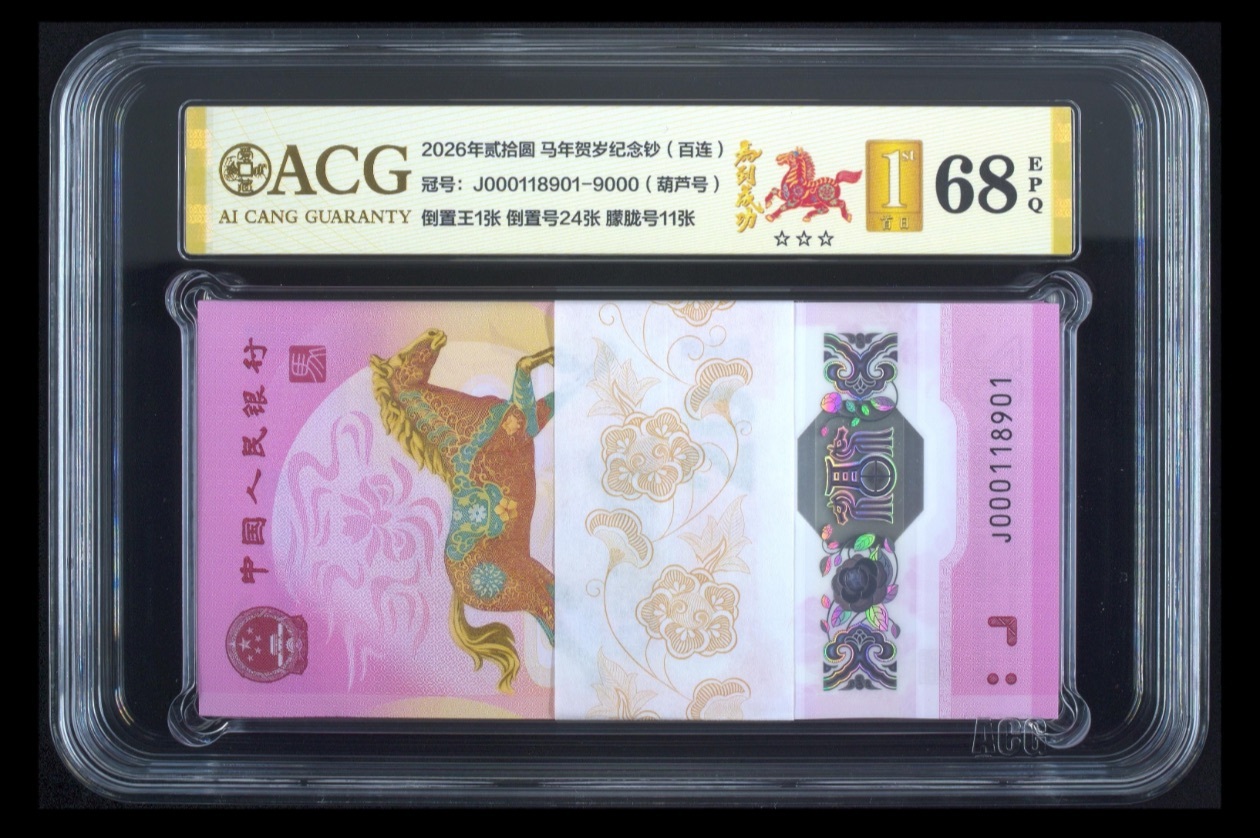 ACG
AI CANG GUARANTY
2026年贰拾圆 马年贺岁纪念钞（百连）
冠号：J000118901-9000（葫芦号）
倒置王1张 倒置号24张 朦胧号11张
马到成功
☆☆☆
1ST
首日
68
EPQ
中国人民银行
J000118901
ACG